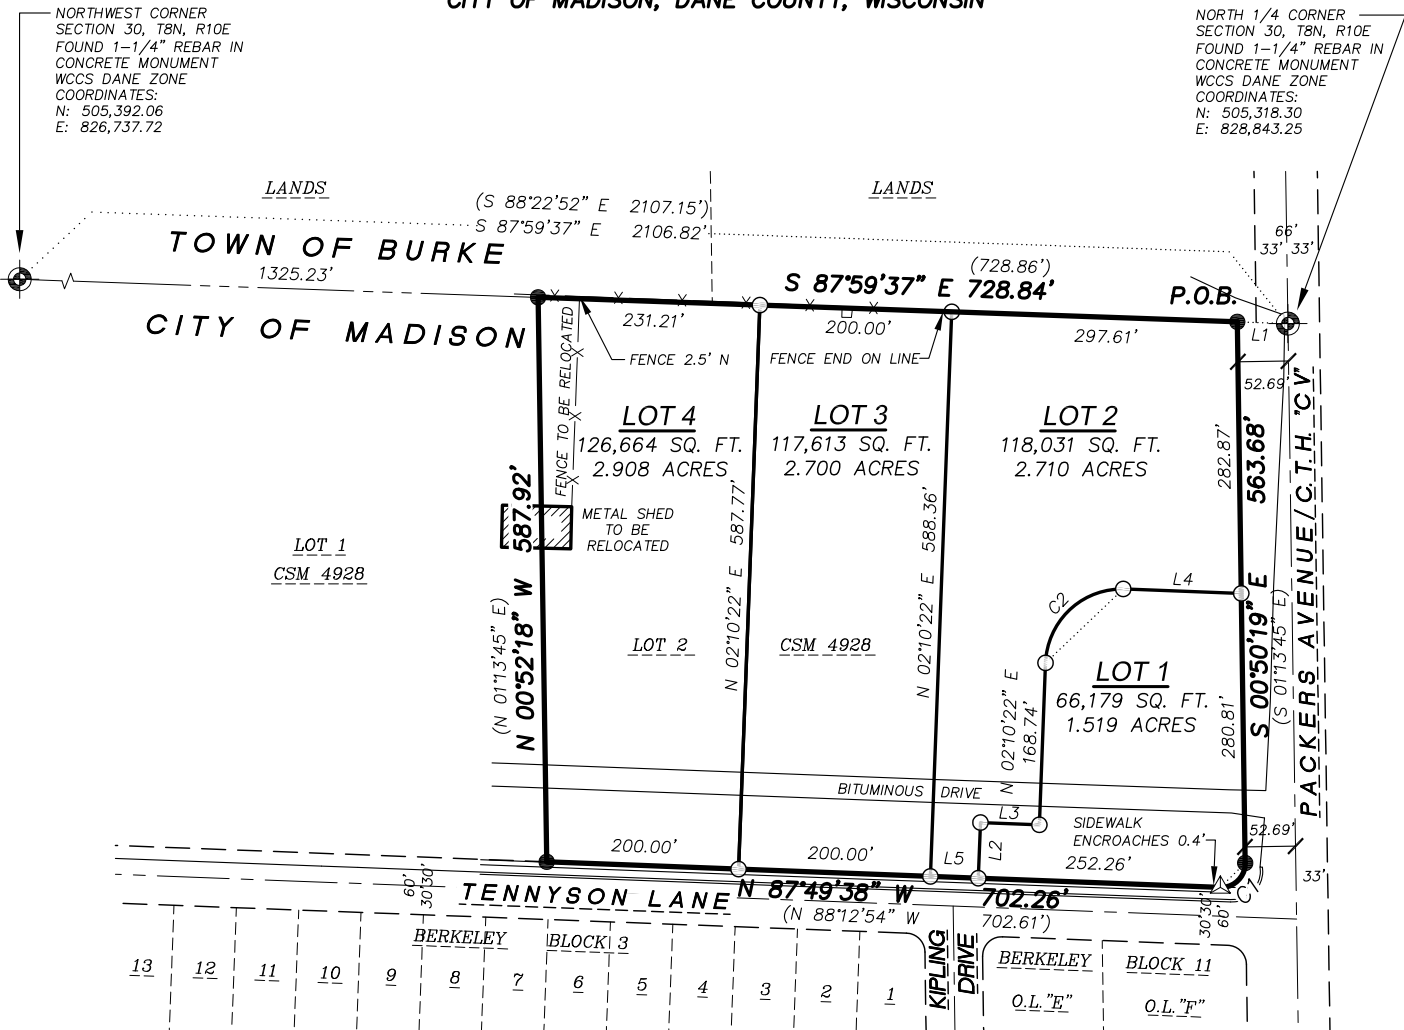 CITY OF MADISON, DANE COUNTY, WISCONSIN
NORTHWEST CORNER
SECTION 30, T8N, R10E
FOUND 1-1/4" REBAR IN
CONCRETE MONUMENT
WCCS DANE ZONE
COORDINATES:
N: 505,392.06
E: 826,737.72
NORTH 1/4 CORNER
SECTION 30, T8N, R10E
FOUND 1-1/4" REBAR IN
CONCRETE MONUMENT
WCCS DANE ZONE
COORDINATES:
N: 505,318.30
E: 828,843.25
LANDS
LANDS
(S 88°22'52" E 2107.15')
S 87°59'37" E 2106.82'
66'
33' 33'
TOWN OF BURKE
1325.23'
CITY OF MADISON
(728.86')
S 87°59'37" E 728.84'
P.O.B.
231.21'
200.00'
297.61'
L1
FENCE 2.5' N
FENCE END ON LINE
52.69'
FENCE TO BE RELOCATED
LOT 4
126,664 SQ. FT.
2.908 ACRES
LOT 3
117,613 SQ. FT.
2.700 ACRES
LOT 2
118,031 SQ. FT.
2.710 ACRES
282.87'
563.68'
S 00°50'19" E
(S 01°13'45" E)
PACKERS AVENUE/C.T.H. "CV"
METAL SHED
TO BE
RELOCATED
LOT 1
CSM 4928
587.92'
N 00°52'18" W
(N 01°13'45" E)
N 02°10'22" E 587.77'
N 02°10'22" E 588.36'
LOT 2
CSM 4928
C2
L4
LOT 1
66,179 SQ. FT.
1.519 ACRES
N 02°10'22" E
168.74'
280.81'
BITUMINOUS DRIVE
L3
SIDEWALK
ENCROACHES 0.4'
52.69'
L2
L5
200.00'
200.00'
252.26'
C1
33'
60'
30'30'
TENNYSON LANE
N 87°49'38" W
702.26'
(N 88°12'54" W
702.61')
30'30'
60'
BERKELEY
BLOCK 3
KIPLING
DRIVE
BERKELEY
BLOCK 11
O.L."E"
O.L."F"
13
12
11
10
9
8
7
6
5
4
3
2
1